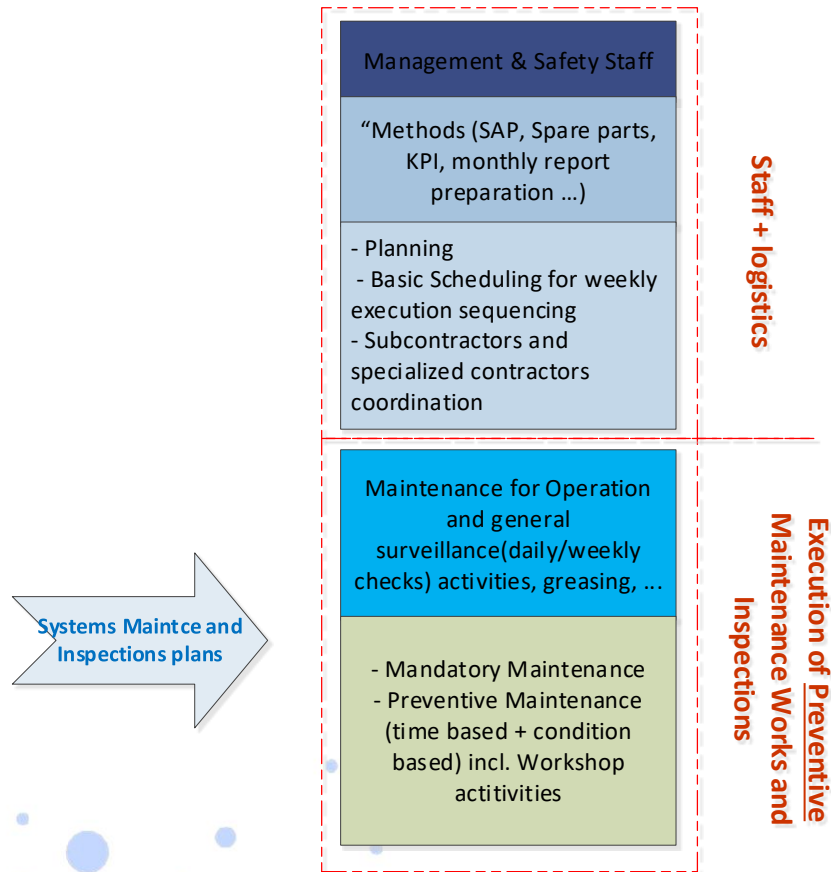 Management & Safety Staff
“Methods (SAP, Spare parts,
KPI, monthly report
preparation …)
- Planning
- Basic Scheduling for weekly
execution sequencing
- Subcontractors and
specialized contractors
coordination
Staff + logistics
Maintenance for Operation
and general
surveillance(daily/weekly
checks) activities, greasing, ...
Systems Maintce and
Inspections plans
- Mandatory Maintenance
- Preventive Maintenance
(time based + condition
based) incl. Workshop
actitivities
Execution of Preventive
Maintenance Works and
Inspections